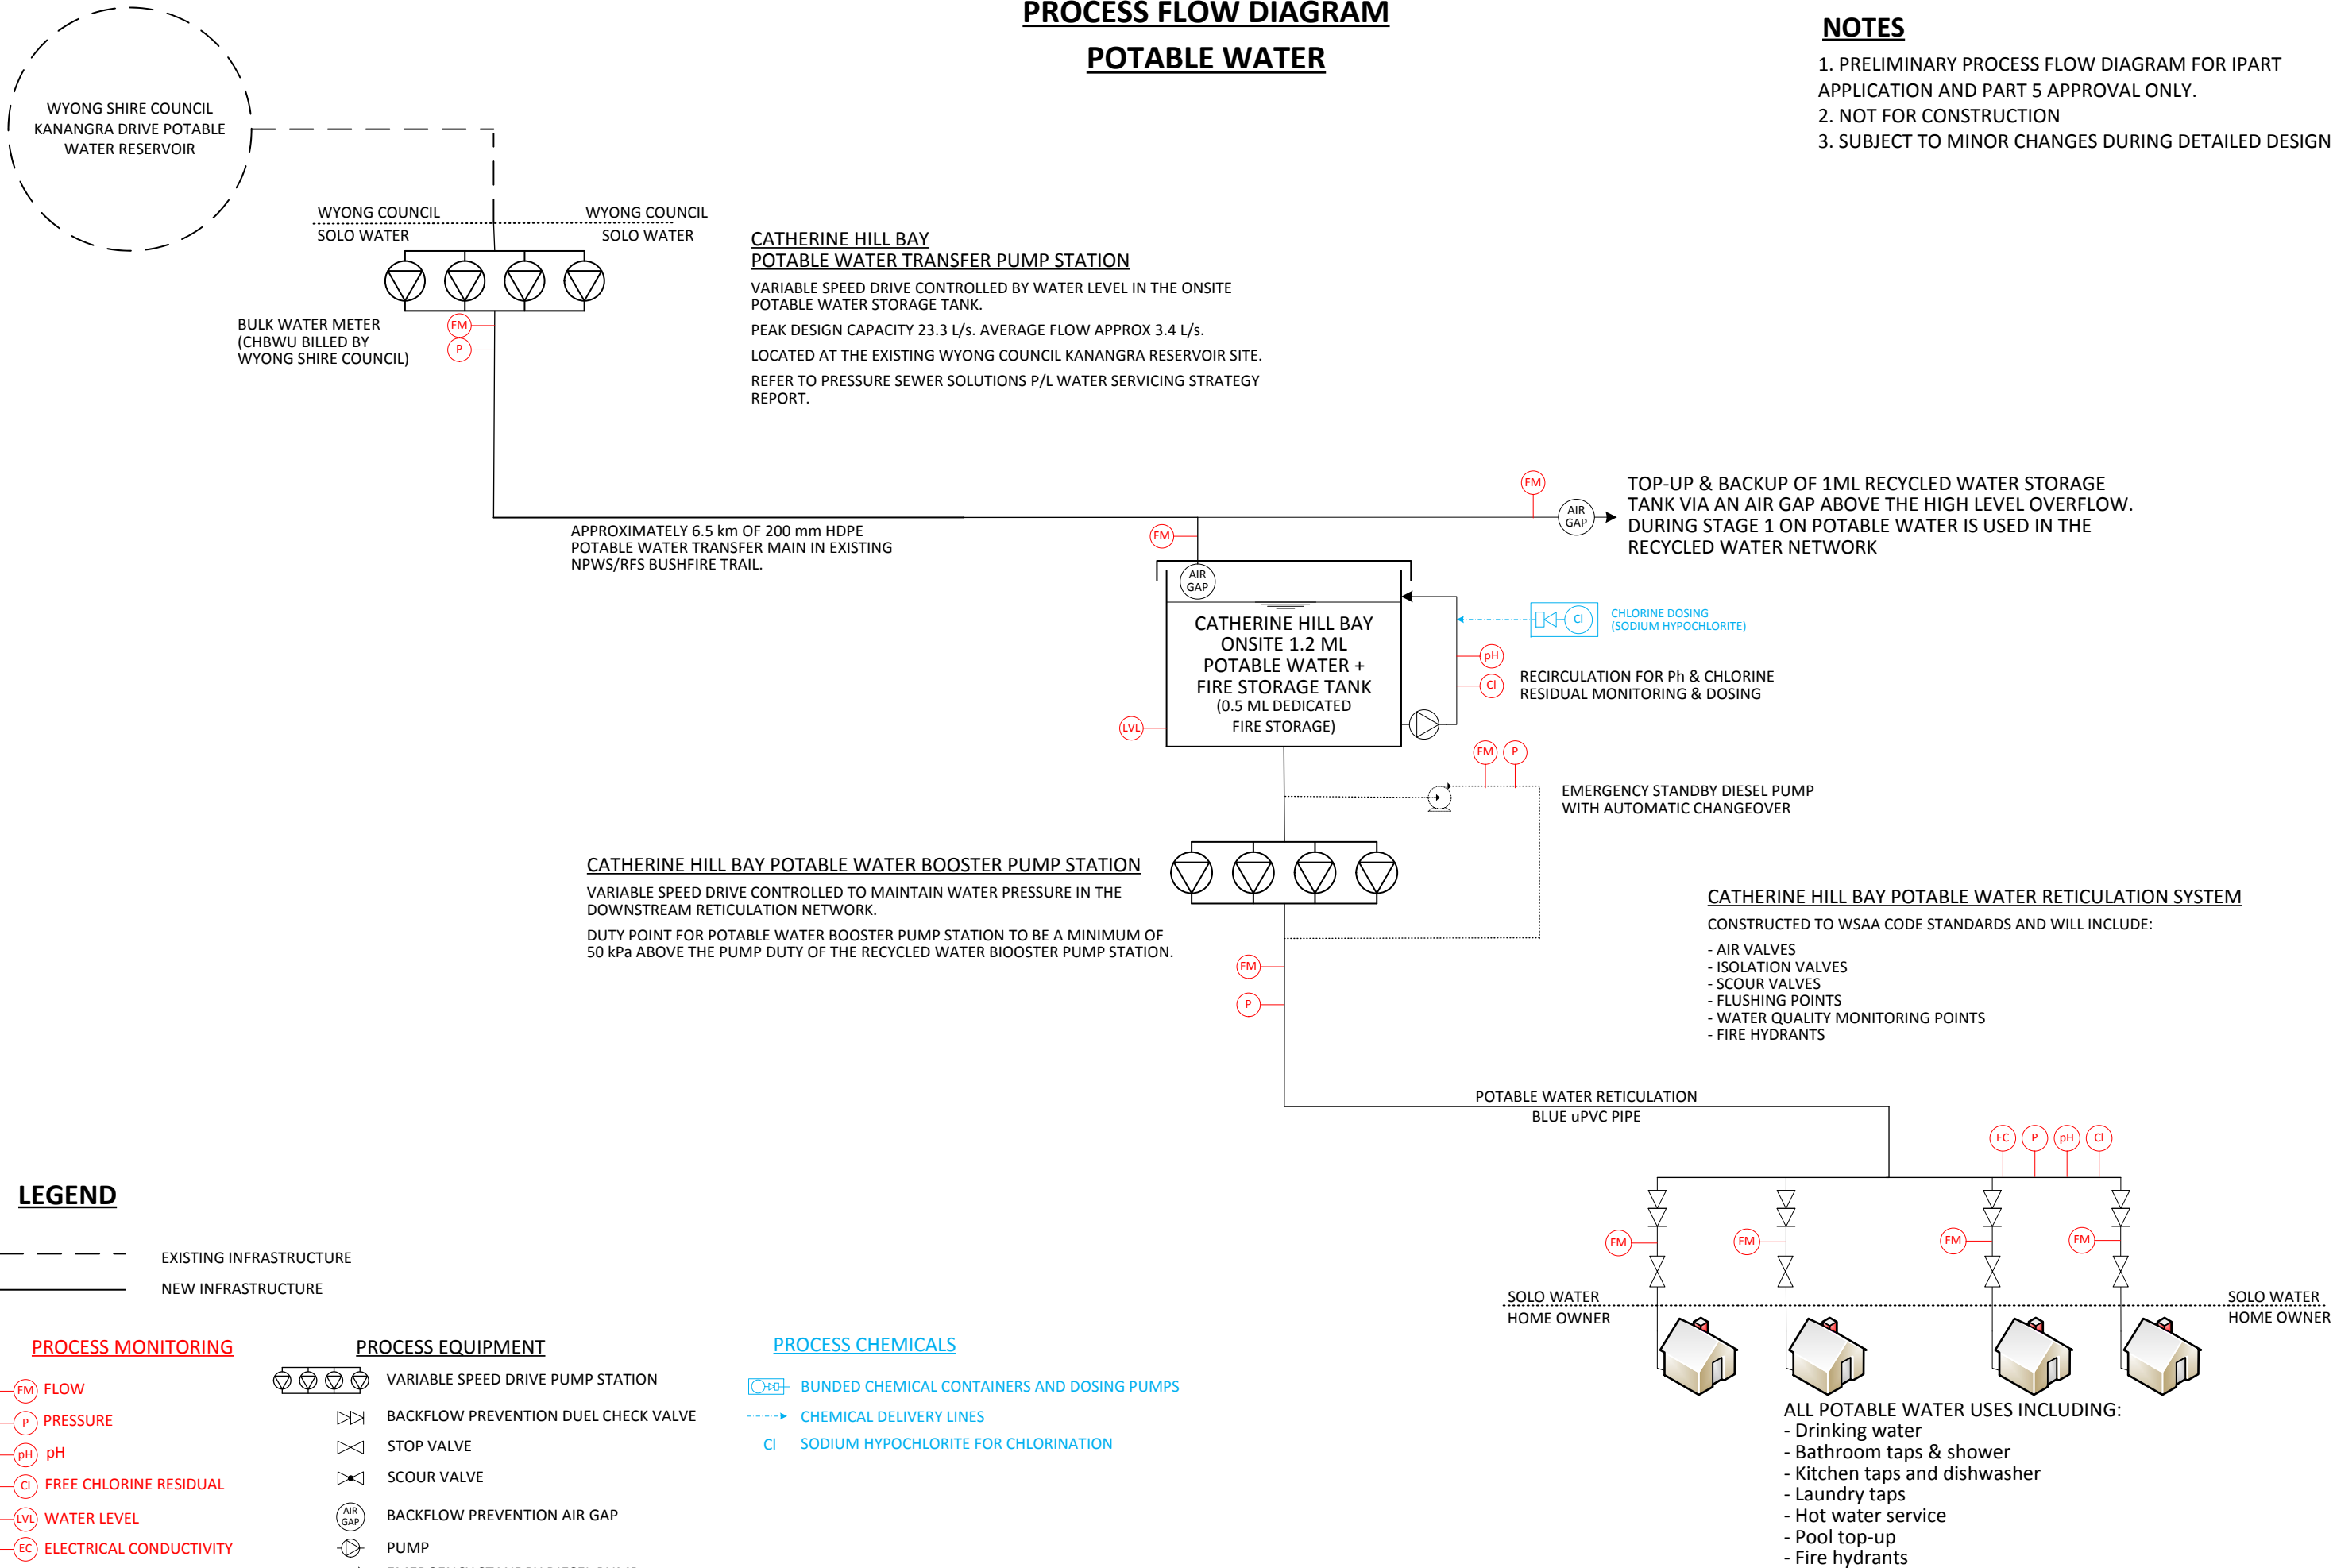 PROCESS FLOW DIAGRAM
POTABLE WATER
NOTES
1. PRELIMINARY PROCESS FLOW DIAGRAM FOR IPART
APPLICATION AND PART 5 APPROVAL ONLY.
2. NOT FOR CONSTRUCTION
3. SUBJECT TO MINOR CHANGES DURING DETAILED DESIGN
WYONG SHIRE COUNCIL
KANANGRA DRIVE POTABLE
WATER RESERVOIR
WYONG COUNCIL
WYONG COUNCIL
SOLO WATER
SOLO WATER
BULK WATER METER
(CHBWU BILLED BY
WYONG SHIRE COUNCIL)
FM
P
CATHERINE HILL BAY
POTABLE WATER TRANSFER PUMP STATION
VARIABLE SPEED DRIVE CONTROLLED BY WATER LEVEL IN THE ONSITE
POTABLE WATER STORAGE TANK.
PEAK DESIGN CAPACITY 23.3 L/s. AVERAGE FLOW APPROX 3.4 L/s.
LOCATED AT THE EXISTING WYONG COUNCIL KANANGRA RESERVOIR SITE.
REFER TO PRESSURE SEWER SOLUTIONS P/L WATER SERVICING STRATEGY
REPORT.
APPROXIMATELY 6.5 km OF 200 mm HDPE
POTABLE WATER TRANSFER MAIN IN EXISTING
NPWS/RFS BUSHFIRE TRAIL.
FM
AIR
GAP
TOP-UP & BACKUP OF 1ML RECYCLED WATER STORAGE
TANK VIA AN AIR GAP ABOVE THE HIGH LEVEL OVERFLOW.
DURING STAGE 1 ON POTABLE WATER IS USED IN THE
RECYCLED WATER NETWORK
FM
AIR
GAP
CATHERINE HILL BAY
ONSITE 1.2 ML
POTABLE WATER +
FIRE STORAGE TANK
(0.5 ML DEDICATED
FIRE STORAGE)
LVL
Cl
CHLORINE DOSING
(SODIUM HYPOCHLORITE)
pH
Cl
RECIRCULATION FOR Ph & CHLORINE
RESIDUAL MONITORING & DOSING
FM
P
EMERGENCY STANDBY DIESEL PUMP
WITH AUTOMATIC CHANGEOVER
CATHERINE HILL BAY POTABLE WATER BOOSTER PUMP STATION
VARIABLE SPEED DRIVE CONTROLLED TO MAINTAIN WATER PRESSURE IN THE
DOWNSTREAM RETICULATION NETWORK.
DUTY POINT FOR POTABLE WATER BOOSTER PUMP STATION TO BE A MINIMUM OF
50 kPa ABOVE THE PUMP DUTY OF THE RECYCLED WATER BIOOSTER PUMP STATION.
FM
P
CATHERINE HILL BAY POTABLE WATER RETICULATION SYSTEM
CONSTRUCTED TO WSAA CODE STANDARDS AND WILL INCLUDE:
- AIR VALVES
- ISOLATION VALVES
- SCOUR VALVES
- FLUSHING POINTS
- WATER QUALITY MONITORING POINTS
- FIRE HYDRANTS
POTABLE WATER RETICULATION
BLUE uPVC PIPE
EC
P
pH
Cl
FM
FM
FM
FM
SOLO WATER
SOLO WATER
HOME OWNER
HOME OWNER
ALL POTABLE WATER USES INCLUDING:
- Drinking water
- Bathroom taps & shower
- Kitchen taps and dishwasher
- Laundry taps
- Hot water service
- Pool top-up
- Fire hydrants
LEGEND
EXISTING INFRASTRUCTURE
NEW INFRASTRUCTURE
PROCESS MONITORING
FM FLOW
P PRESSURE
pH pH
Cl FREE CHLORINE RESIDUAL
LVL WATER LEVEL
EC ELECTRICAL CONDUCTIVITY
PROCESS EQUIPMENT
VARIABLE SPEED DRIVE PUMP STATION
BACKFLOW PREVENTION DUEL CHECK VALVE
STOP VALVE
SCOUR VALVE
AIR
GAP
BACKFLOW PREVENTION AIR GAP
PUMP
EMERGENCY STANDBY DIESEL PUMP
PROCESS CHEMICALS
BUNDED CHEMICAL CONTAINERS AND DOSING PUMPS
CHEMICAL DELIVERY LINES
Cl SODIUM HYPOCHLORITE FOR CHLORINATION